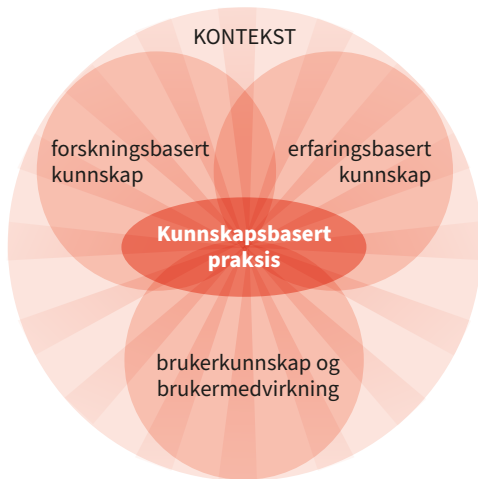 KONTEKST
forskningsbasert
kunnskap
erfaringsbasert
kunnskap
Kunnskapsbasert
praksis
brukerkunnskap og
brukermedvirkning